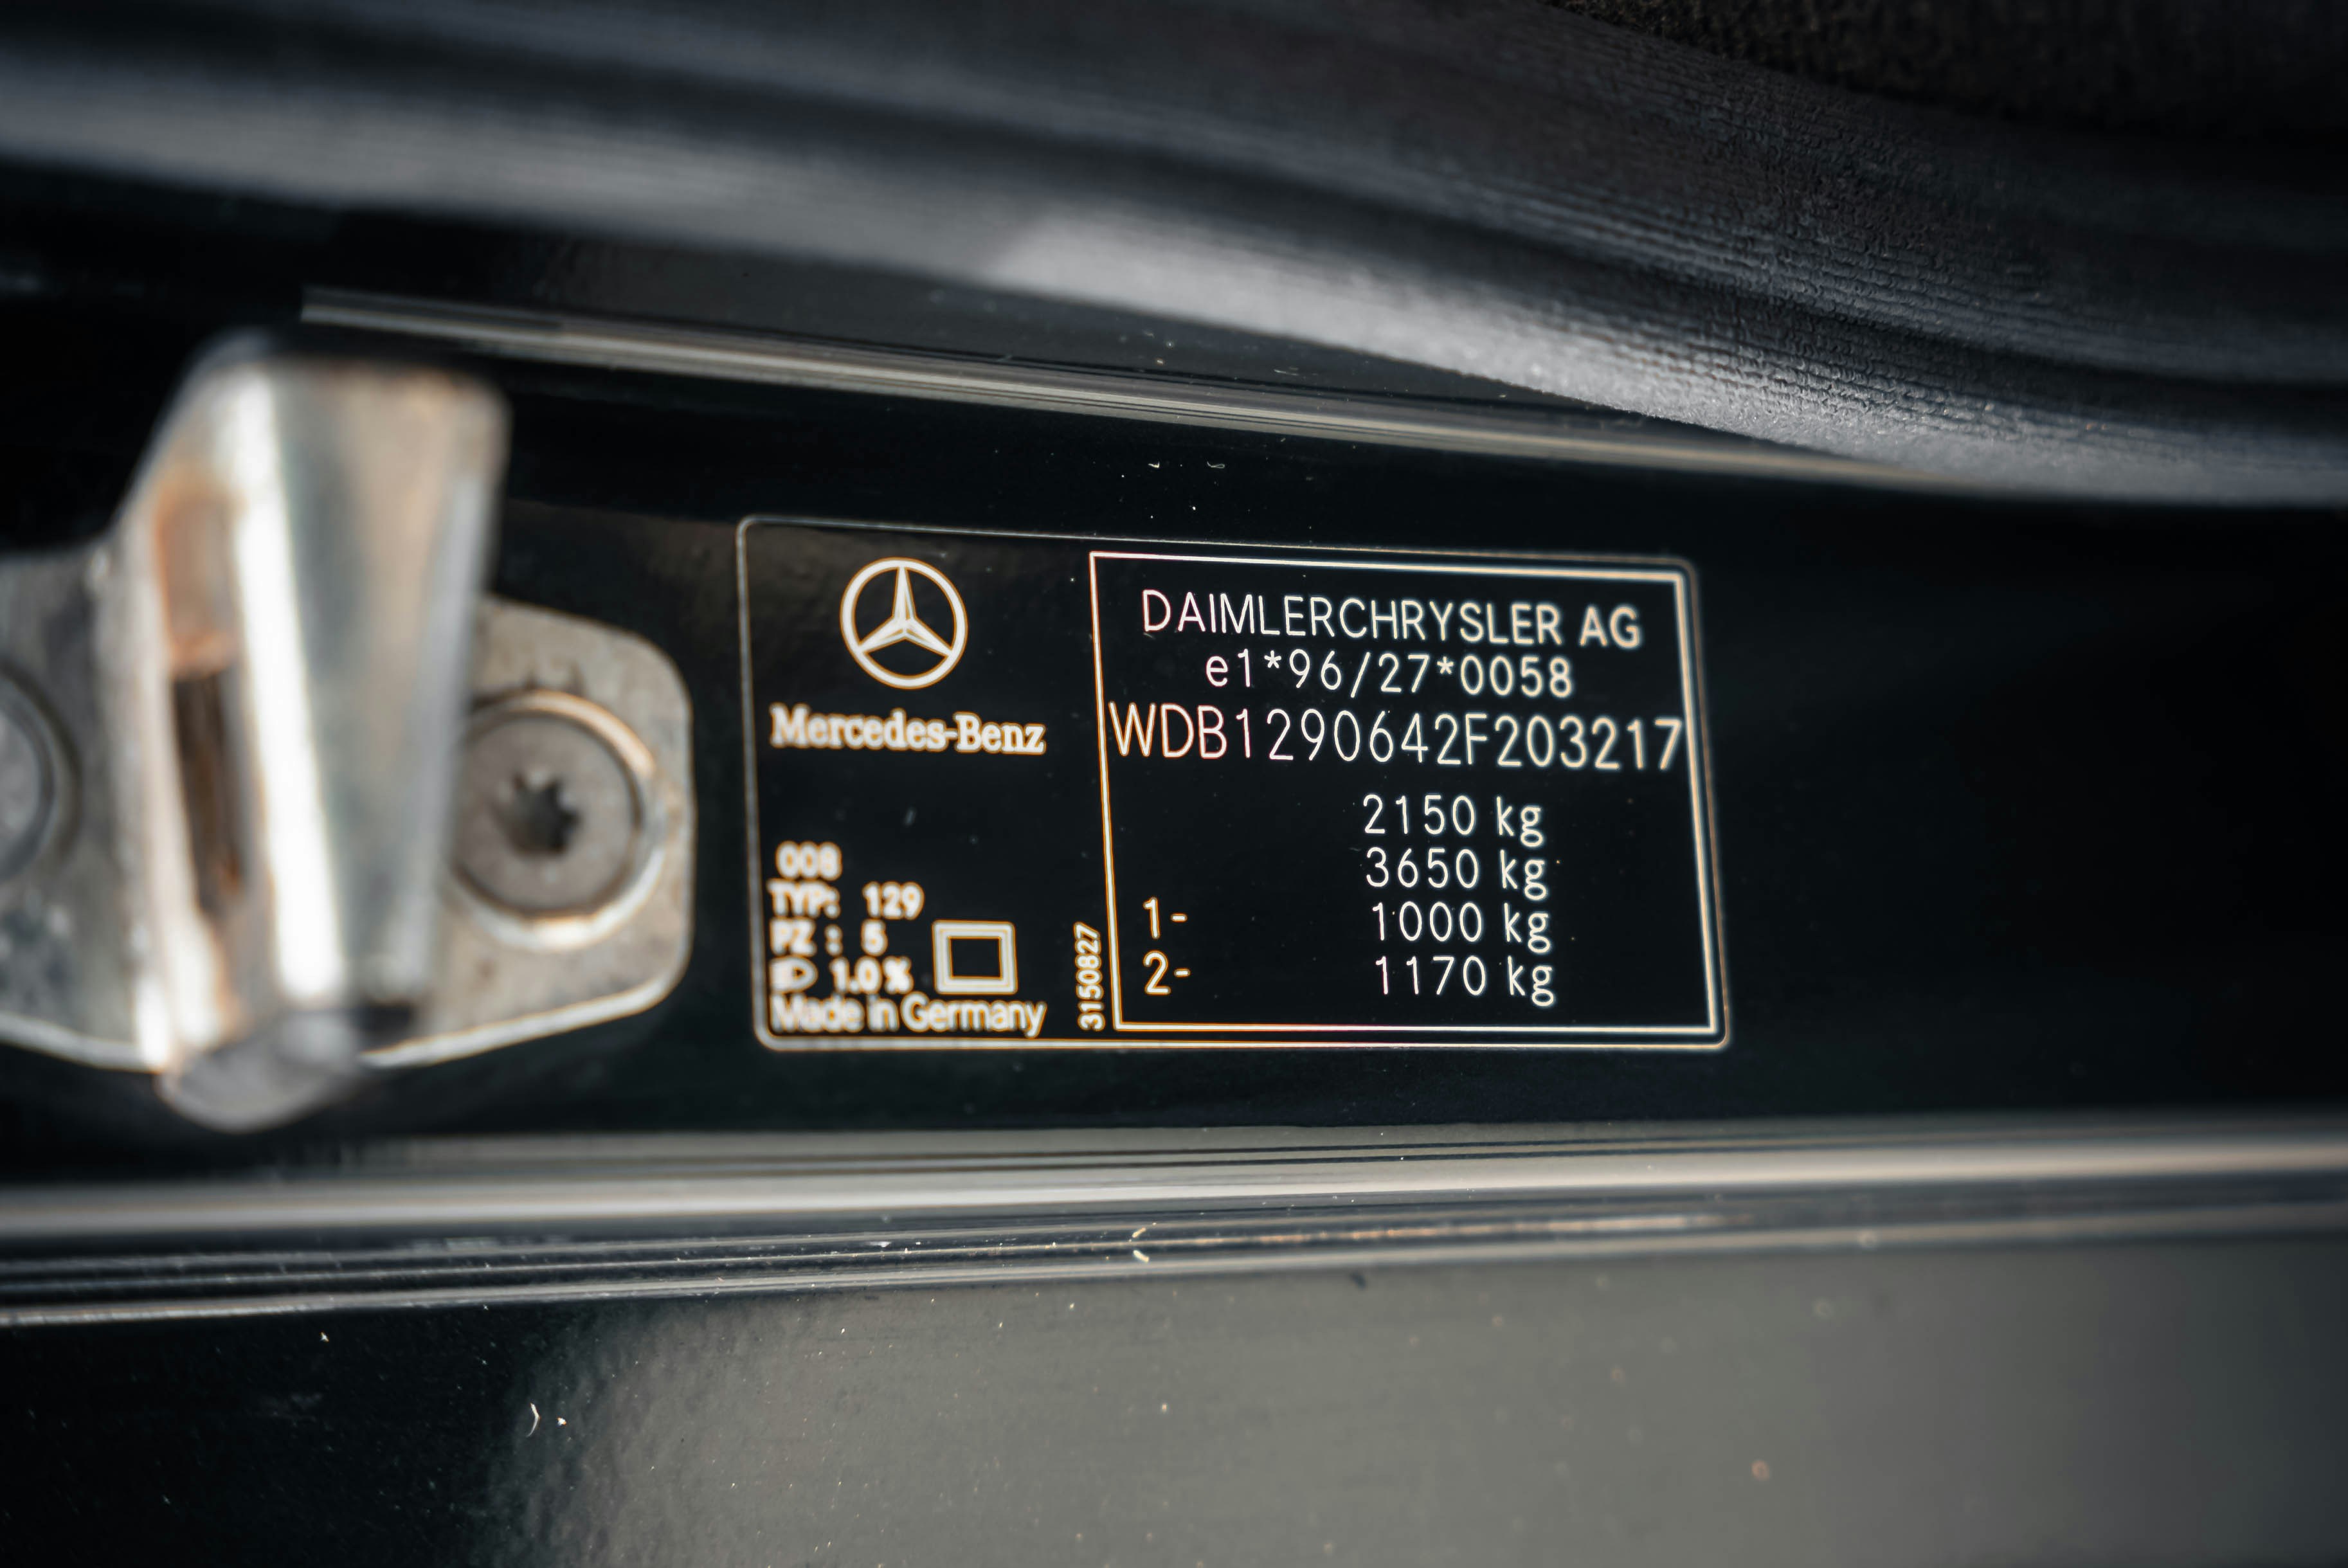 Mercedes-Benz
008
TYP: 129
PZ : 5
1.0%
Made in Germany
3150827
DAIMLERCHRYSLER AG
e1*96/27*0058
WDB1290642F203217
2150 kg
3650 kg
1- 1000 kg
2- 1170 kg